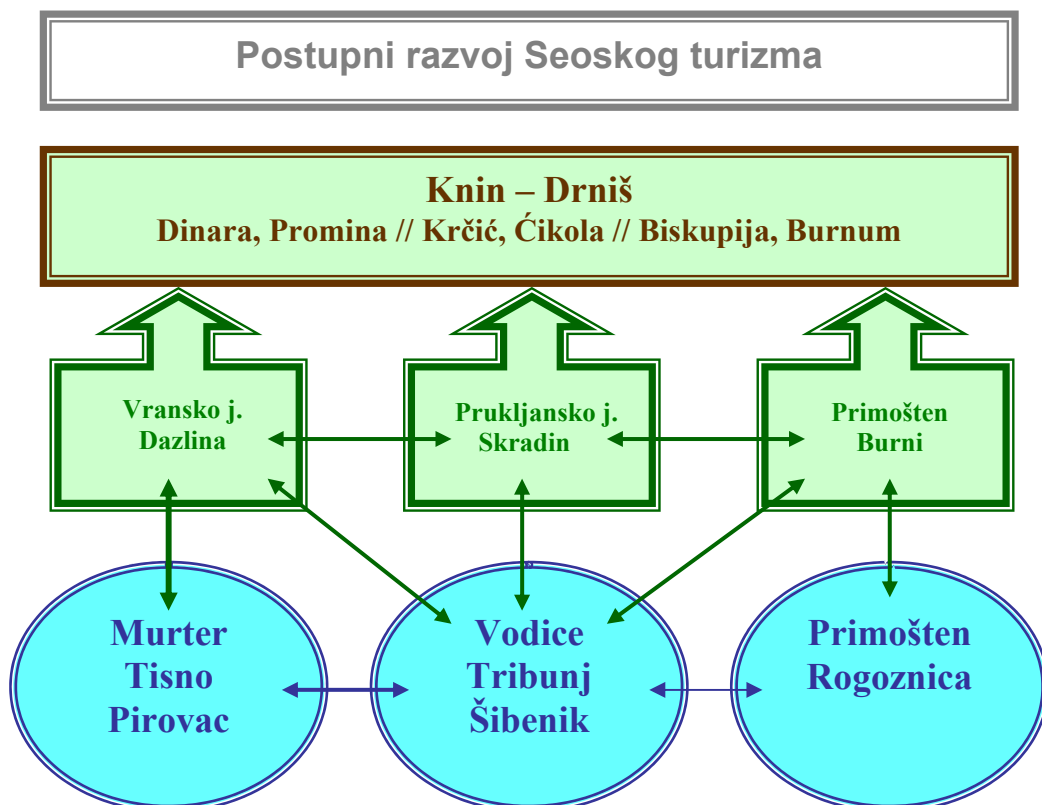 Postupni razvoj Seoskog turizma
Knin – Drniš
Dinara, Promina // Krčić, Ćikola // Biskupija, Burnum
Vransko j.
Dazlina
Prukljansko j.
Skradin
Primošten
Burni
Murter
Tisno
Pirovac
Vodice
Tribunj
Šibenik
Primošten
Rogoznica